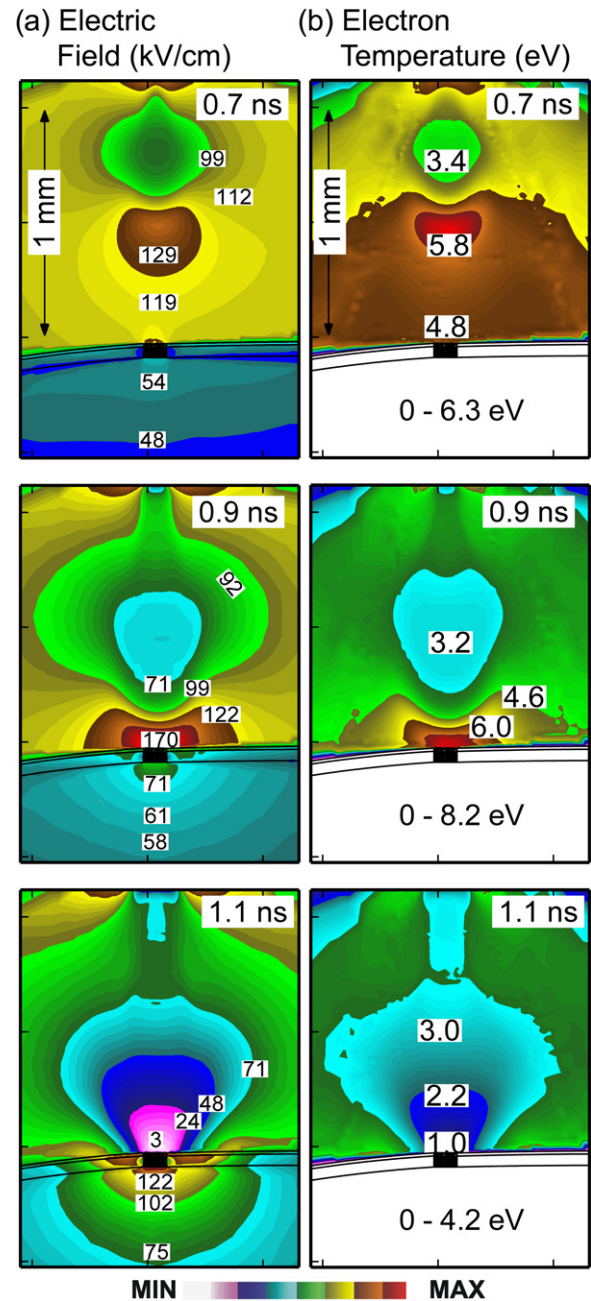 (a) Electric
Field (kV/cm)
(b) Electron
Temperature (eV)
0.7 ns
1 mm
99
112
129
119
54
48
0.7 ns
1 mm
3.4
5.8
4.8
0 - 6.3 eV
0.9 ns
92
71
99
122
170
71
61
58
0.9 ns
3.2
4.6
6.0
0 - 8.2 eV
1.1 ns
71
48
24
3
122
102
75
1.1 ns
3.0
2.2
1.0
0 - 4.2 eV
MIN
MAX